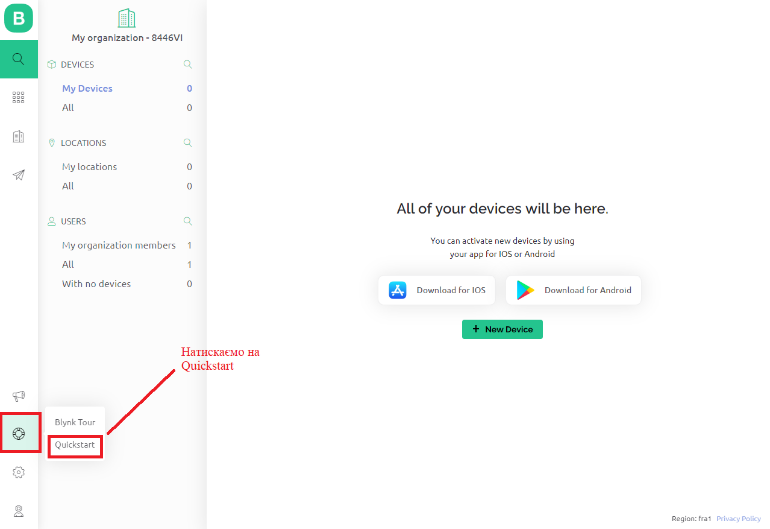 B
My organization - 8446VI
DEVICES
My Devices 0
All 0
LOCATIONS
My locations 0
All 0
USERS
My organization members 1
All 1
With no devices 0
All of your devices will be here.
You can activate new devices by using
your app for IOS or Android
Download for IOS
Download for Android
+ New Device
Натискаємо на
Quickstart
Blynk Tour
Quickstart
Region: fra1 Privacy Policy